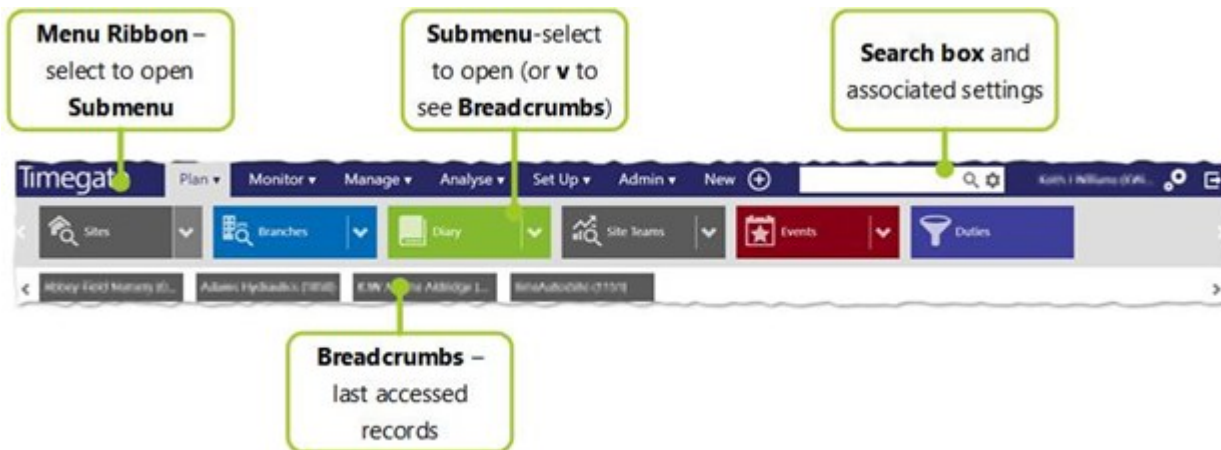 Menu Ribbon –
select to open
Submenu
Submenu-select
to open (or v to
see Breadcrumbs)
Search box and
associated settings
Timegate Plan Monitor Manage Analyse Set Up Admin New
Sites Branches Diary Site Teams Events Duties
Adams Hydraulics
Breadcrumbs –
last accessed
records